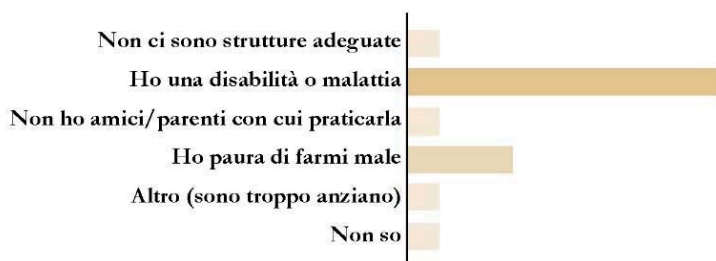 Non ci sono strutture adeguate
Ho una disabilità o malattia
Non ho amici/parenti con cui praticarla
Ho paura di farmi male
Altro (sono troppo anziano)
Non so